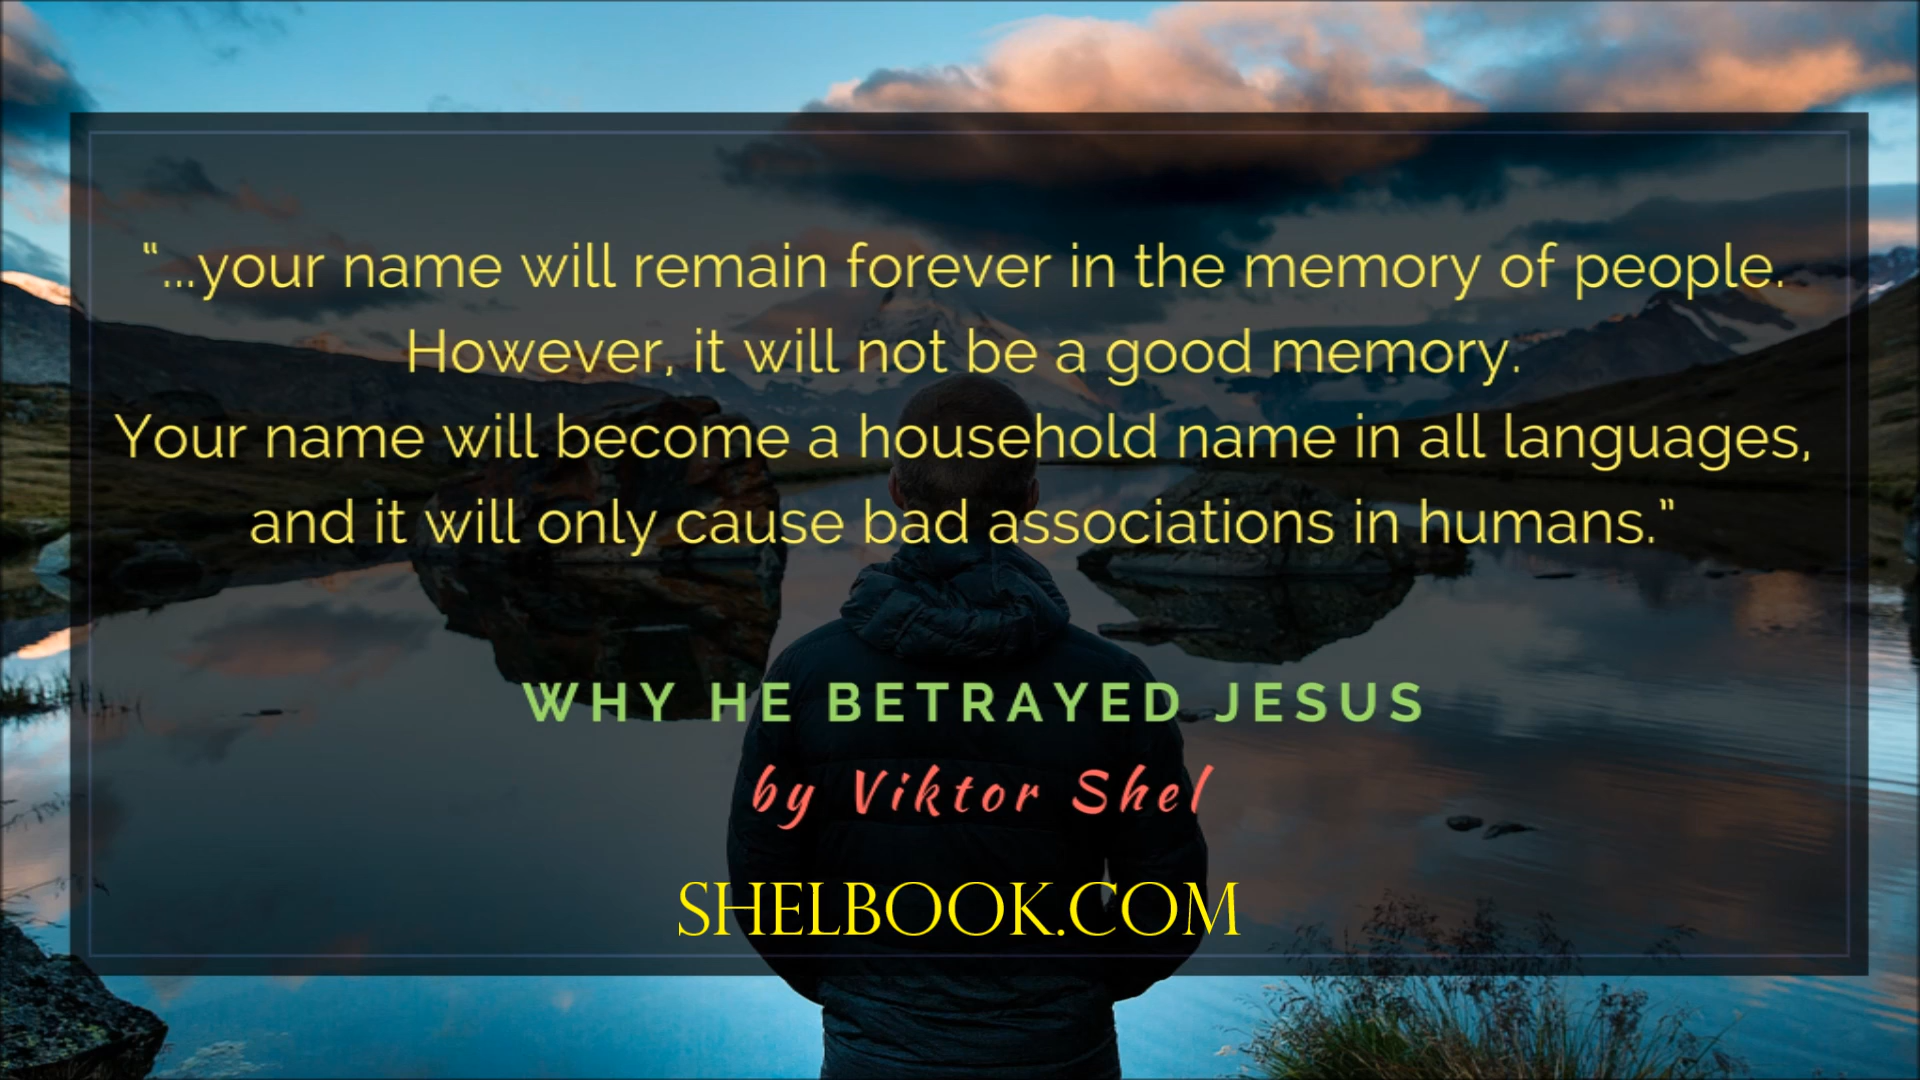 “...your name will remain forever in the memory of people.
However, it will not be a good memory.
Your name will become a household name in all languages,
and it will only cause bad associations in humans.”
WHY HE BETRAYED JESUS
by Viktor Shel
SHELBOOK.COM